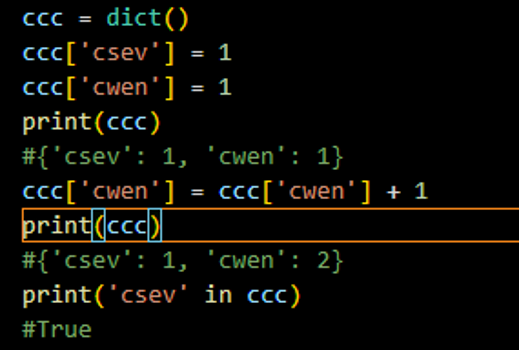 ccc = dict()
ccc['csev'] = 1
ccc['cwen'] = 1
print(ccc)
#{'csev': 1, 'cwen': 1}
ccc['cwen'] = ccc['cwen'] + 1
print(ccc)
#{'csev': 1, 'cwen': 2}
print('csev' in ccc)
#True